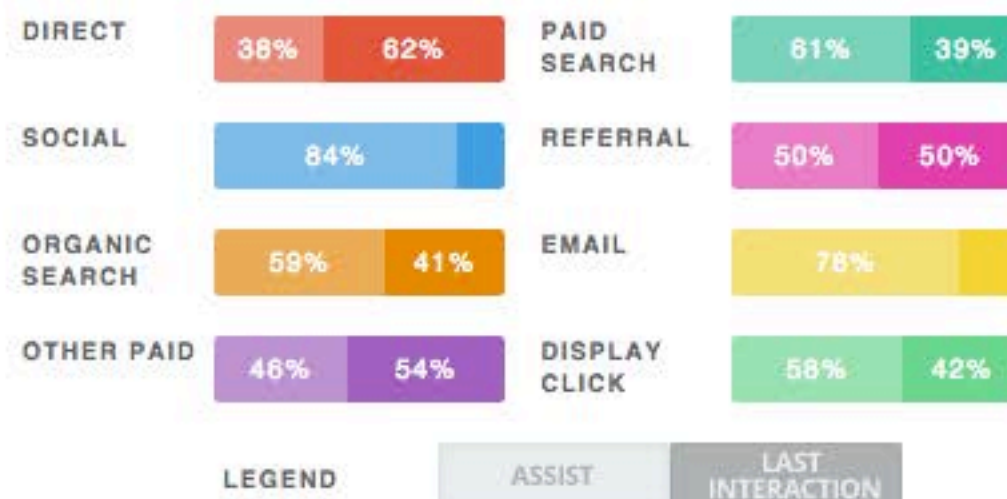 DIRECT
38% 62%
PAID
SEARCH
61% 39%
SOCIAL
84%
REFERRAL
50% 50%
ORGANIC
SEARCH
59% 41%
EMAIL
78%
OTHER PAID
46% 54%
DISPLAY
CLICK
58% 42%
LEGEND
ASSIST
LAST
INTERACTION